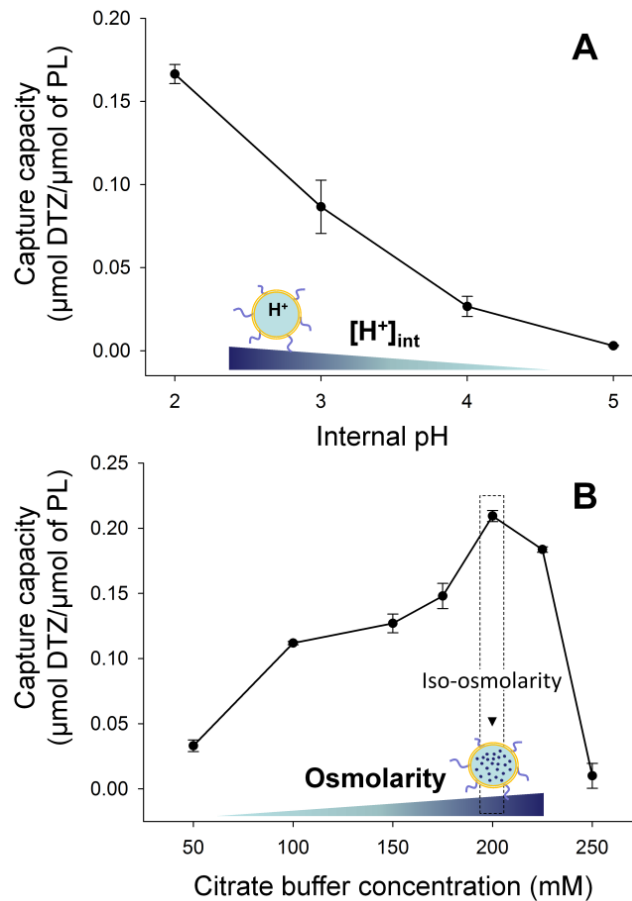 A
Capture capacity
(µmol DTZ/µmol of PL)
0.20
0.15
0.10
0.05
0.00
H⁺
[H⁺]int
2 3 4 5
Internal pH
B
Capture capacity
(µmol DTZ/µmol of PL)
0.25
0.20
0.15
0.10
0.05
0.00
Iso-osmolarity
Osmolarity
50 100 150 200 250
Citrate buffer concentration (mM)